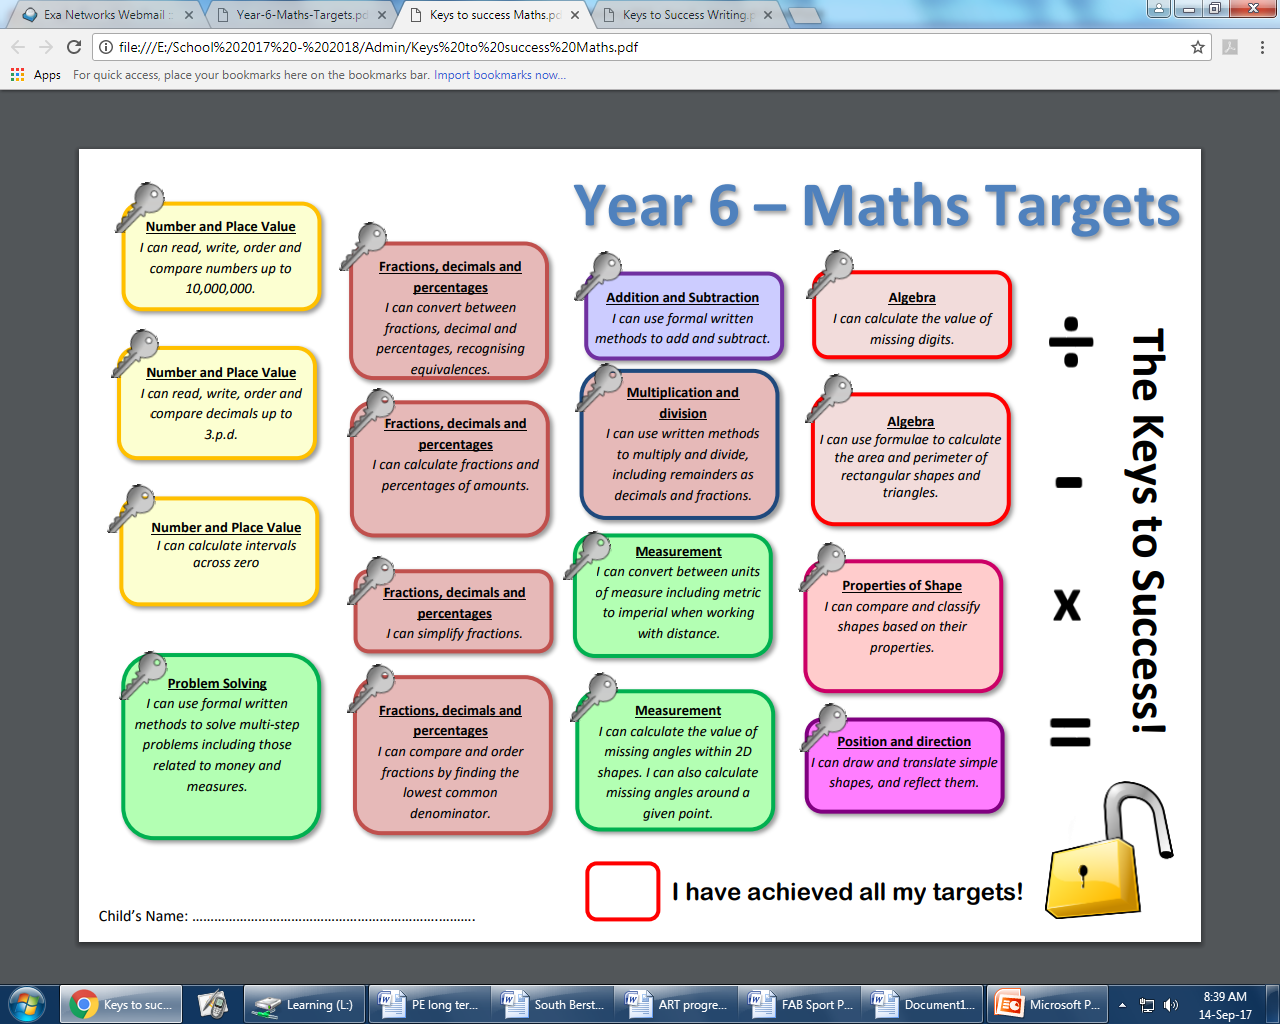 Exa Networks Webmail ::
Year-6-Maths-Targets.pd
Keys to success Maths.pd
Keys to Success Writing.p
file:///E:/School%202017%20-%202018/Admin/Keys%20to%20success%20Maths.pdf
Apps
For quick access, place your bookmarks here on the bookmarks bar. Import bookmarks now...
Year 6 – Maths Targets
Number and Place Value
I can read, write, order and
compare numbers up to
10,000,000.
Number and Place Value
I can read, write, order and
compare decimals up to
3.p.d.
Number and Place Value
I can calculate intervals
across zero
Problem Solving
I can use formal written
methods to solve multi-step
problems including those
related to money and
measures.
Fractions, decimals and
percentages
I can convert between
fractions, decimal and
percentages, recognising
equivalences.
Fractions, decimals and
percentages
I can calculate fractions and
percentages of amounts.
Fractions, decimals and
percentages
I can simplify fractions.
Fractions, decimals and
percentages
I can compare and order
fractions by finding the
lowest common
denominator.
Addition and Subtraction
I can use formal written
methods to add and subtract.
Multiplication and
division
I can use written methods
to multiply and divide,
including remainders as
decimals and fractions.
Measurement
I can convert between units
of measure including metric
to imperial when working
with distance.
Measurement
I can calculate the value of
missing angles within 2D
shapes. I can also calculate
missing angles around a
given point.
Algebra
I can calculate the value of
missing digits.
Algebra
I can use formulae to calculate
the area and perimeter of
rectangular shapes and
triangles.
Properties of Shape
I can compare and classify
shapes based on their
properties.
Position and direction
I can draw and translate simple
shapes, and reflect them.
÷
-
x
=
The Keys to Success!
I have achieved all my targets!
Child's Name: ……………………………………………………………………
Keys to suc...
Learning (L:)
PE long ter...
South Berst...
ART progre...
FAB Sport P...
Document1...
Microsoft P...
8:39 AM
14-Sep-17